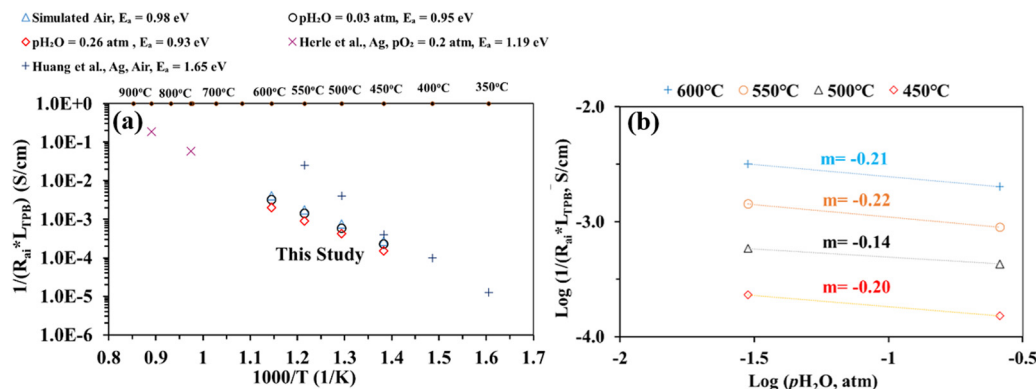 Simulated Air, Eₐ = 0.98 eV
pH₂O = 0.03 atm, Eₐ = 0.95 eV
pH₂O = 0.26 atm , Eₐ = 0.93 eV
Herle et al., Ag, pO₂ = 0.2 atm, Eₐ = 1.19 eV
Huang et al., Ag, Air, Eₐ = 1.65 eV
900°C 800°C 700°C 600°C 550°C 500°C 450°C 400°C 350°C
1.0E+0
1.0E-1
1.0E-2
1.0E-3
1.0E-4
1.0E-5
1.0E-6
1/(R_ai*L_TPB) (S/cm)
(a)
This Study
0.8 0.9 1 1.1 1.2 1.3 1.4 1.5 1.6 1.7
1000/T (1/K)
600°C 550°C 500°C 450°C
-2.0
-3.0
-4.0
Log (1/(R_ai*L_TPB, S/cm)
(b)
m= -0.21
m= -0.22
m= -0.14
m= -0.20
-2 -1.5 -1 -0.5
Log (pH₂O, atm)